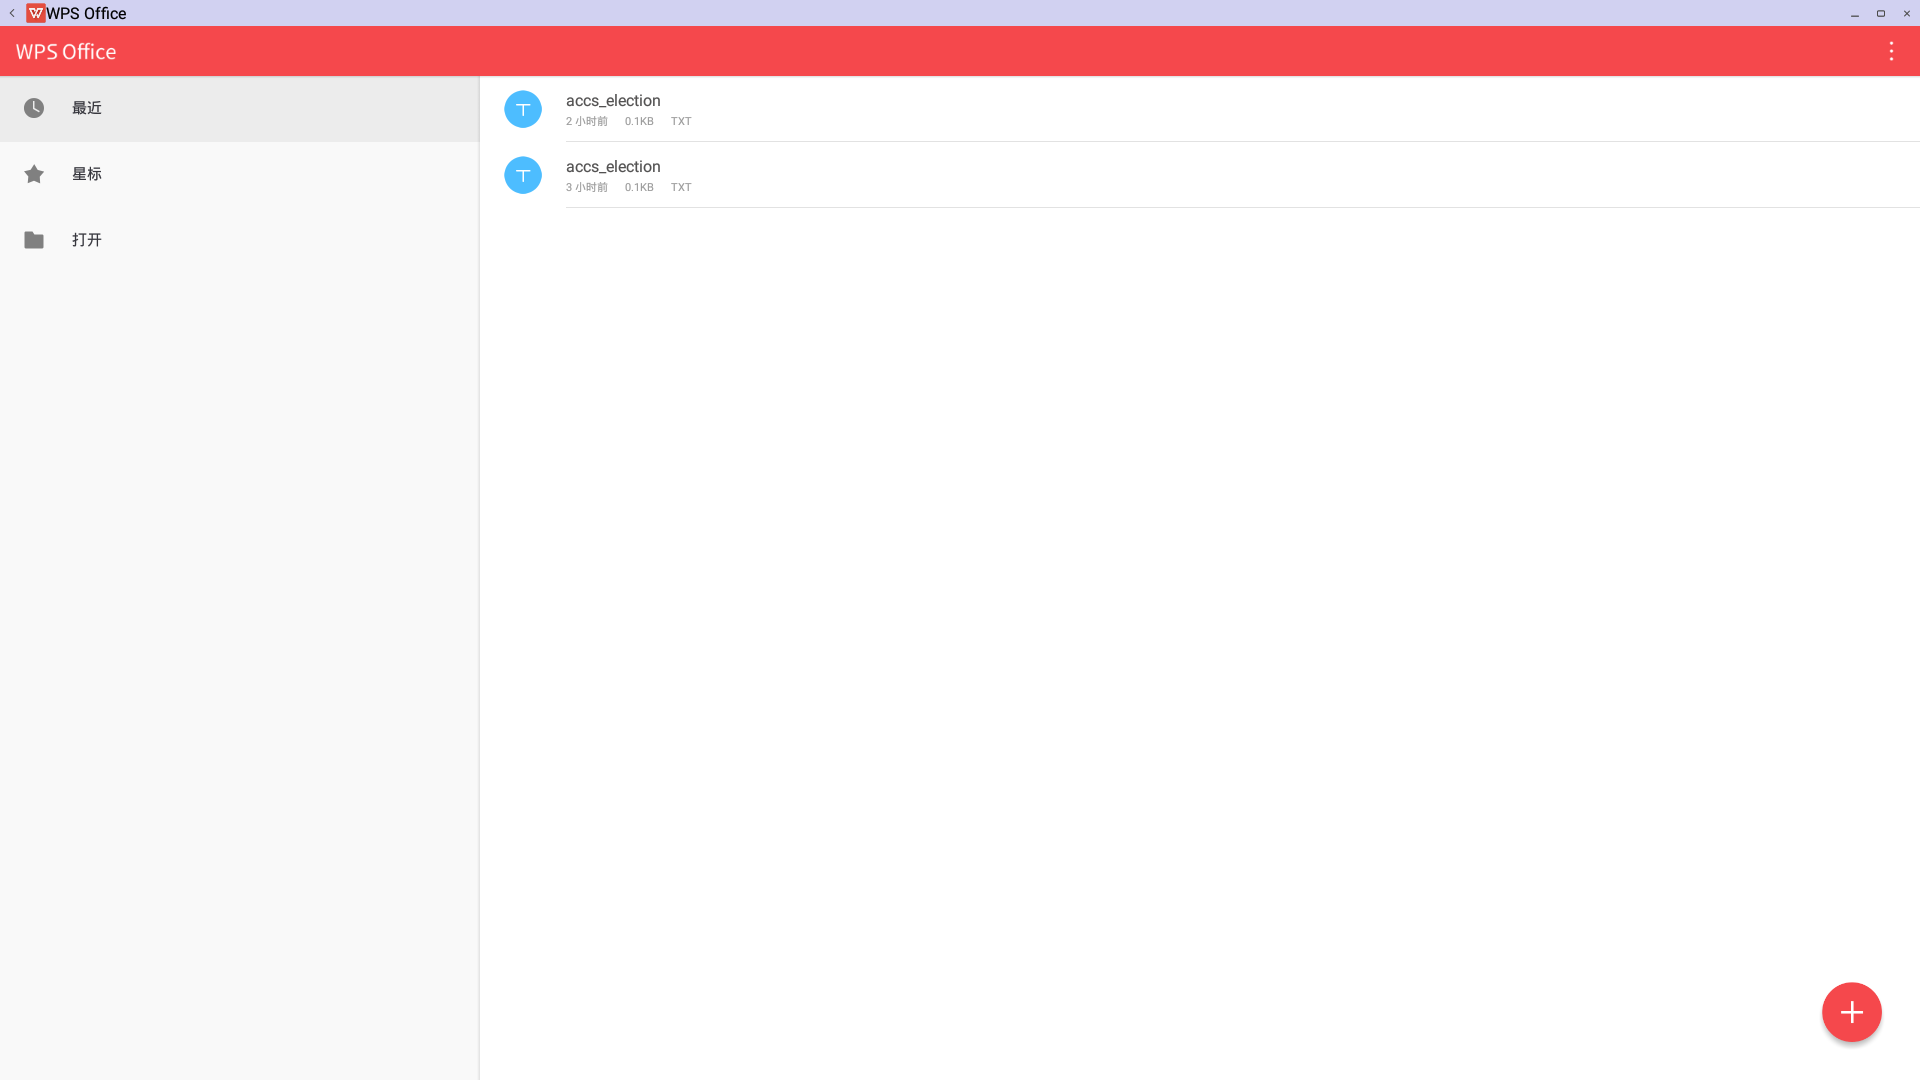 WPS Office
WPS Office
最近
星标
打开
accs_election
2 小时前 0.1KB TXT
accs_election
3 小时前 0.1KB TXT